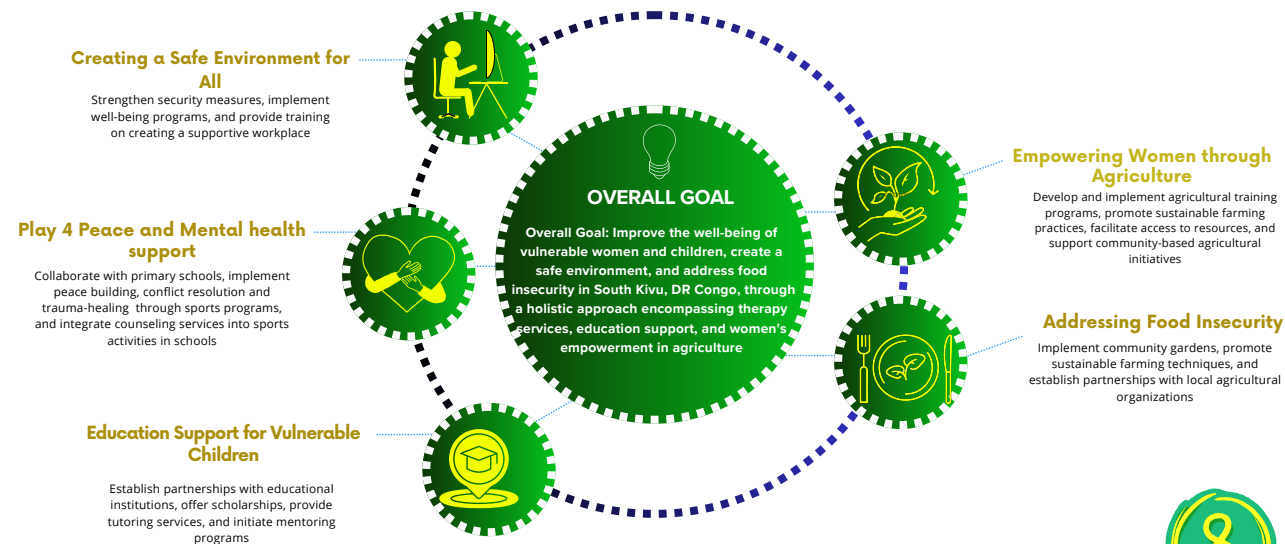 Creating a Safe Environment for
All
Strengthen security measures, implement
well-being programs, and provide training
on creating a supportive workplace
Play 4 Peace and Mental health
support
Collaborate with primary schools, implement
peace building, conflict resolution and
trauma-healing through sports programs,
and integrate counseling services into sports
activities in schools
Education Support for Vulnerable
Children
Establish partnerships with educational
institutions, offer scholarships, provide
tutoring services, and initiate mentoring
programs
OVERALL GOAL
Overall Goal: Improve the well-being of
vulnerable women and children, create a
safe environment, and address food
insecurity in South Kivu, DR Congo, through
a holistic approach encompassing therapy
services, education support, and women's
empowerment in agriculture
Empowering Women through
Agriculture
Develop and implement agricultural training
programs, promote sustainable farming
practices, facilitate access to resources, and
support community-based agricultural
initiatives
Addressing Food Insecurity
Implement community gardens, promote
sustainable farming techniques, and
establish partnerships with local agricultural
organizations